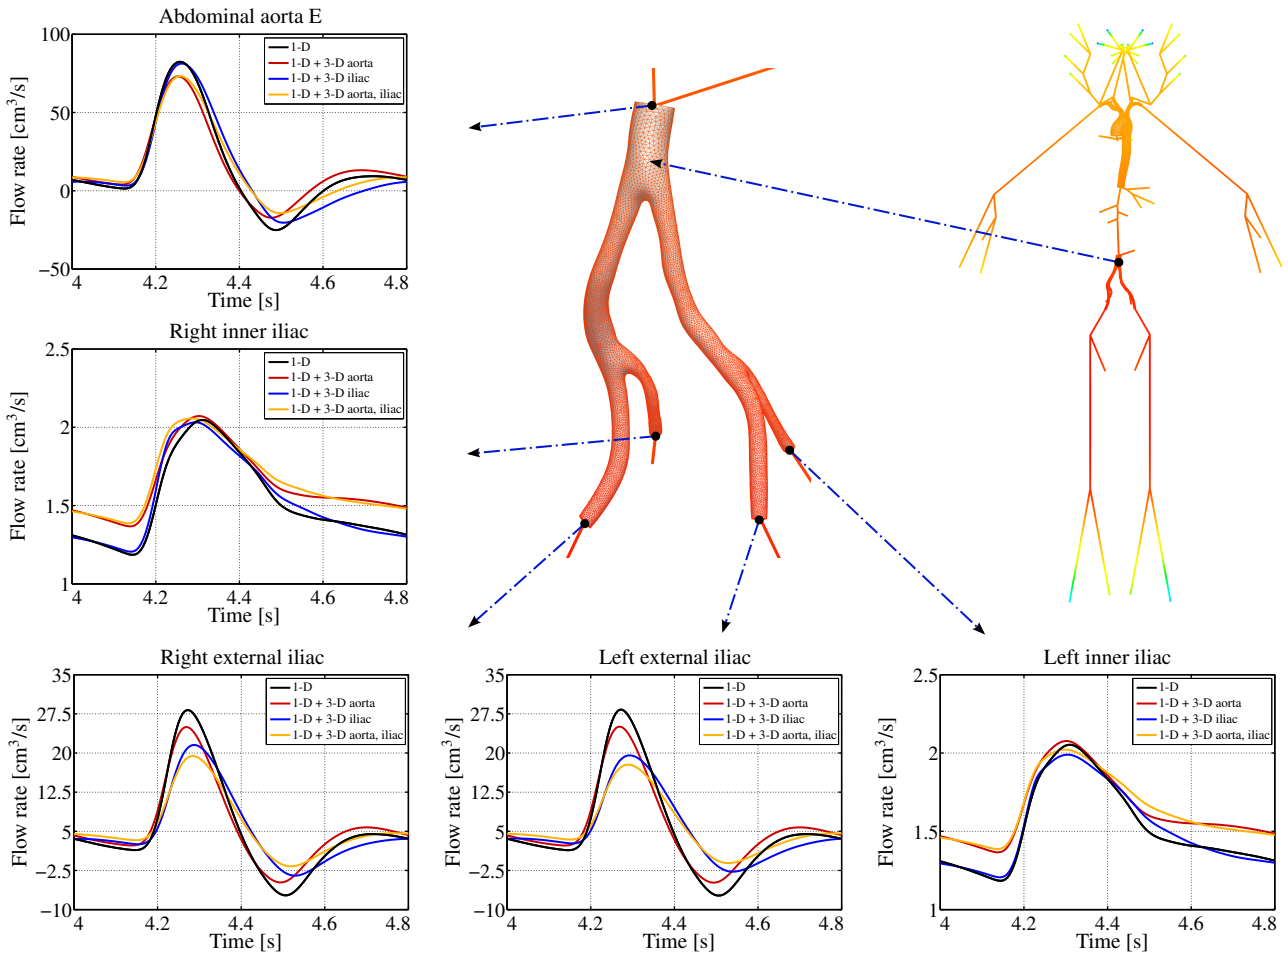 Abdominal aorta E
Flow rate [cm³/s]
100
50
0
−50
4
4.2
4.4
4.6
4.8
Time [s]
1-D
1-D + 3-D aorta
1-D + 3-D iliac
1-D + 3-D aorta, iliac
Right inner iliac
Flow rate [cm³/s]
2.5
2
1.5
1
4
4.2
4.4
4.6
4.8
Time [s]
1-D
1-D + 3-D aorta
1-D + 3-D iliac
1-D + 3-D aorta, iliac
Right external iliac
Flow rate [cm³/s]
35
27.5
20
12.5
5
−2.5
−10
4
4.2
4.4
4.6
4.8
Time [s]
1-D
1-D + 3-D aorta
1-D + 3-D iliac
1-D + 3-D aorta, iliac
Left external iliac
Flow rate [cm³/s]
35
27.5
20
12.5
5
−2.5
−10
4
4.2
4.4
4.6
4.8
Time [s]
1-D
1-D + 3-D aorta
1-D + 3-D iliac
1-D + 3-D aorta, iliac
Left inner iliac
Flow rate [cm³/s]
2.5
2
1.5
1
4
4.2
4.4
4.6
4.8
Time [s]
1-D
1-D + 3-D aorta
1-D + 3-D iliac
1-D + 3-D aorta, iliac